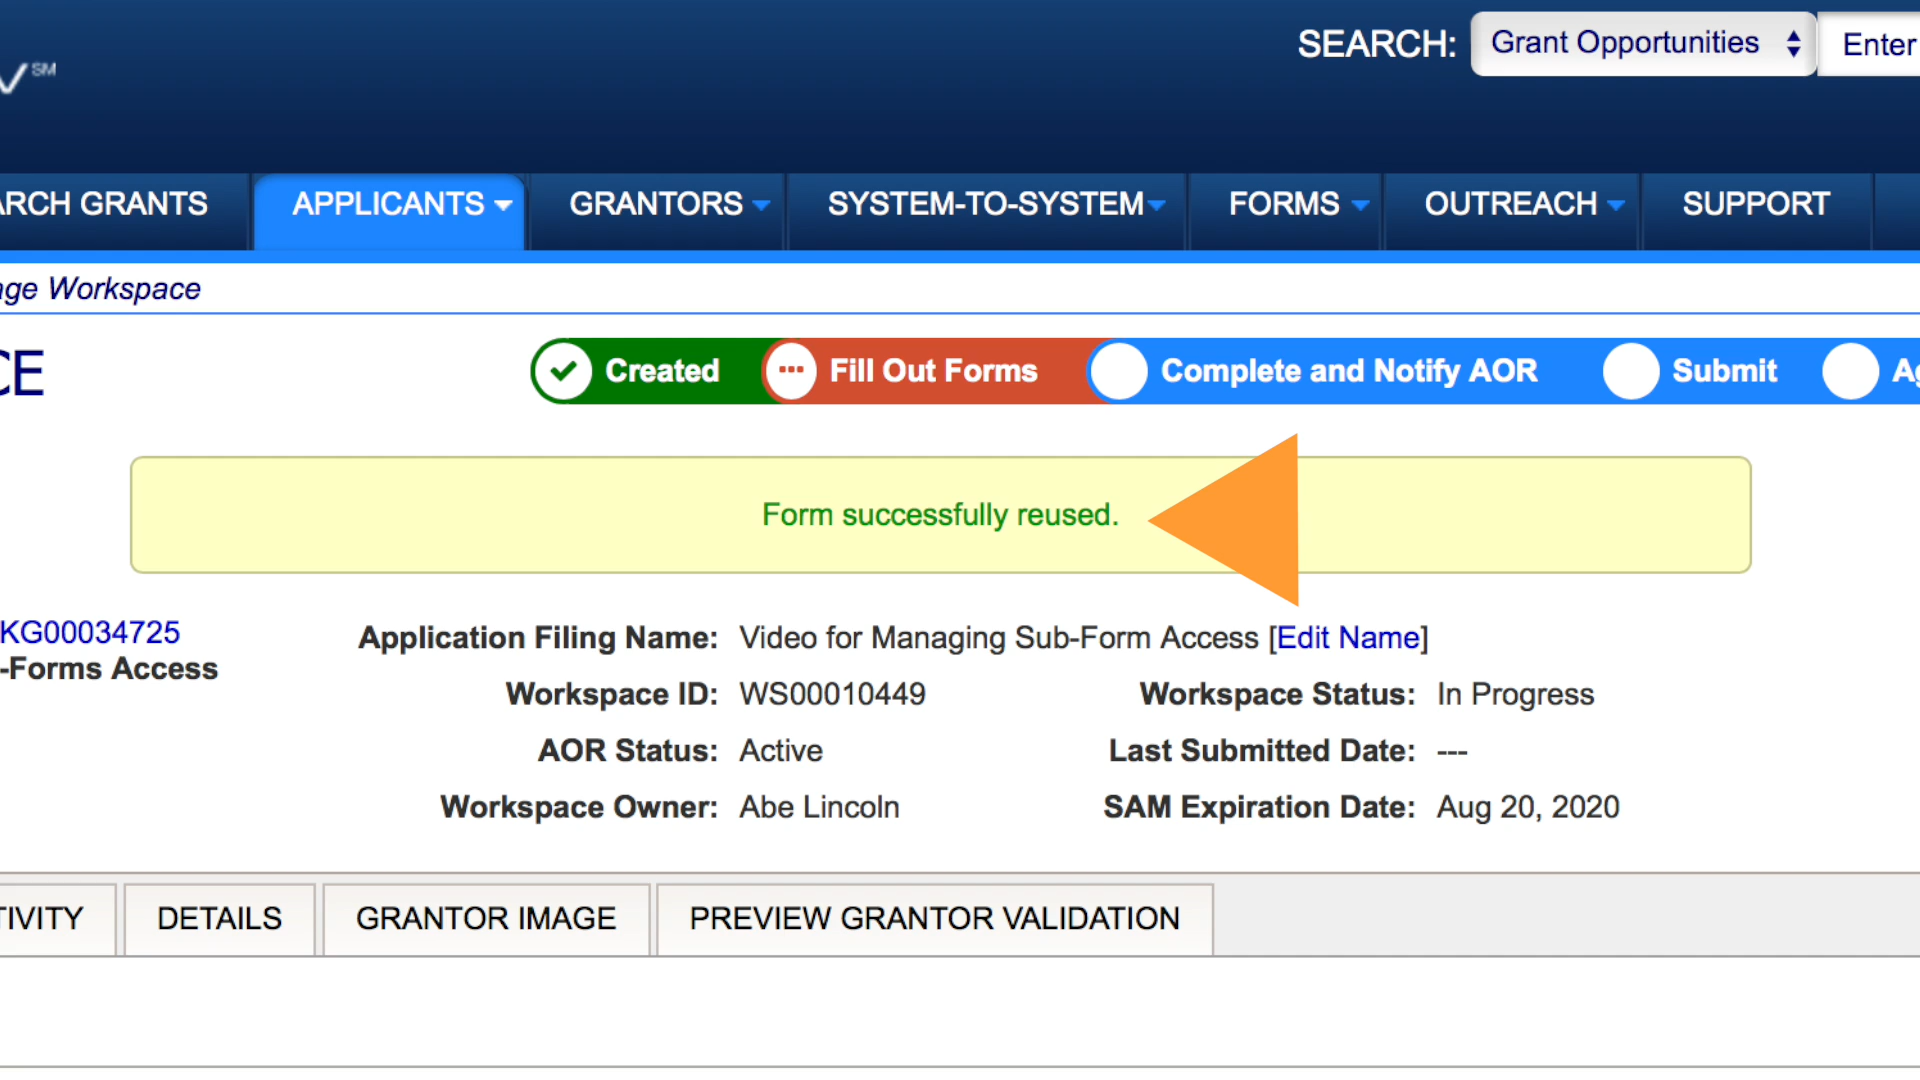 SEARCH: Grant Opportunities Enter
SM
ARCH GRANTS APPLICANTS GRANTORS SYSTEM-TO-SYSTEM FORMS OUTREACH SUPPORT
age Workspace
CE
Created Fill Out Forms Complete and Notify AOR Submit Ag
Form successfully reused.
KG00034725
-Forms Access
Application Filing Name: Video for Managing Sub-Form Access [Edit Name]
Workspace ID: WS00010449 Workspace Status: In Progress
AOR Status: Active Last Submitted Date: ---
Workspace Owner: Abe Lincoln SAM Expiration Date: Aug 20, 2020
TIVITY DETAILS GRANTOR IMAGE PREVIEW GRANTOR VALIDATION